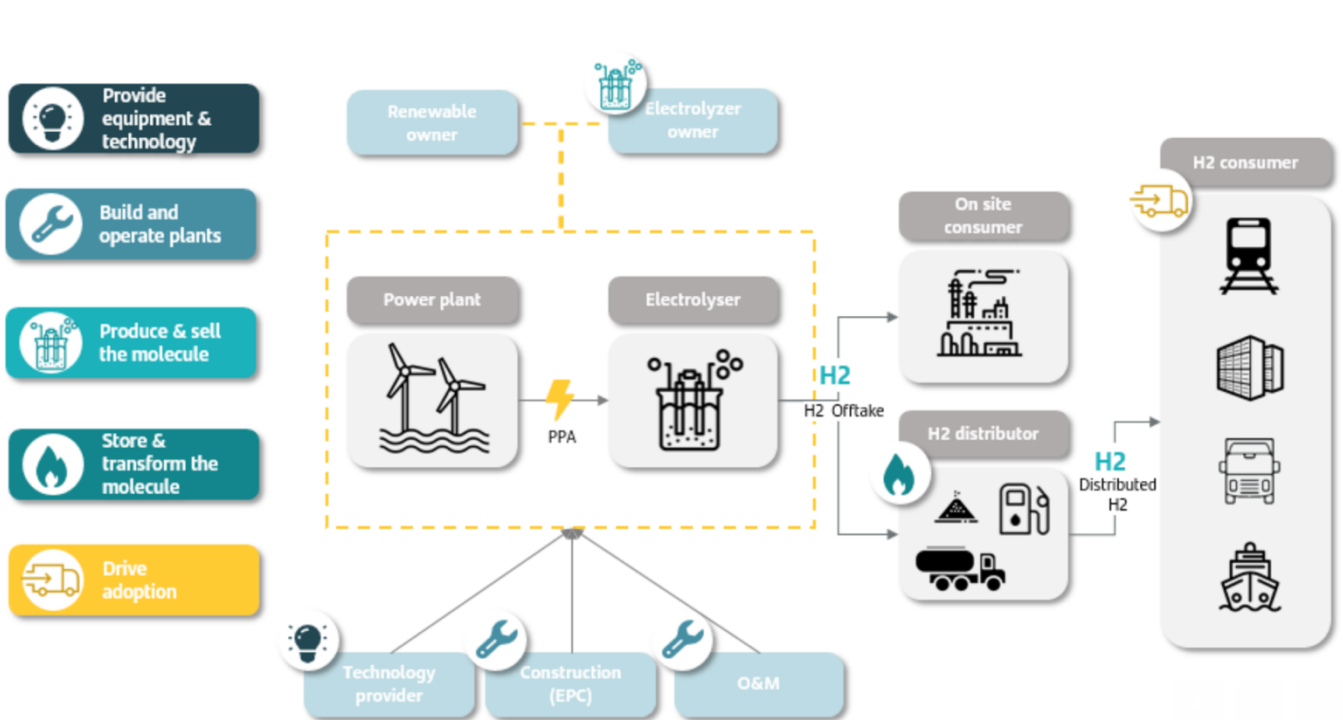 Provide
equipment &
technology
Build and
operate plants
Produce & sell
the molecule
Store &
transform the
molecule
Drive
adoption
Renewable
owner
Electrolyzer
owner
Power plant
Electrolyser
PPA
H2
H2 Offtake
On site
consumer
H2 distributor
H2
Distributed
H2
H2 consumer
Technology
provider
Construction
(EPC)
O&M